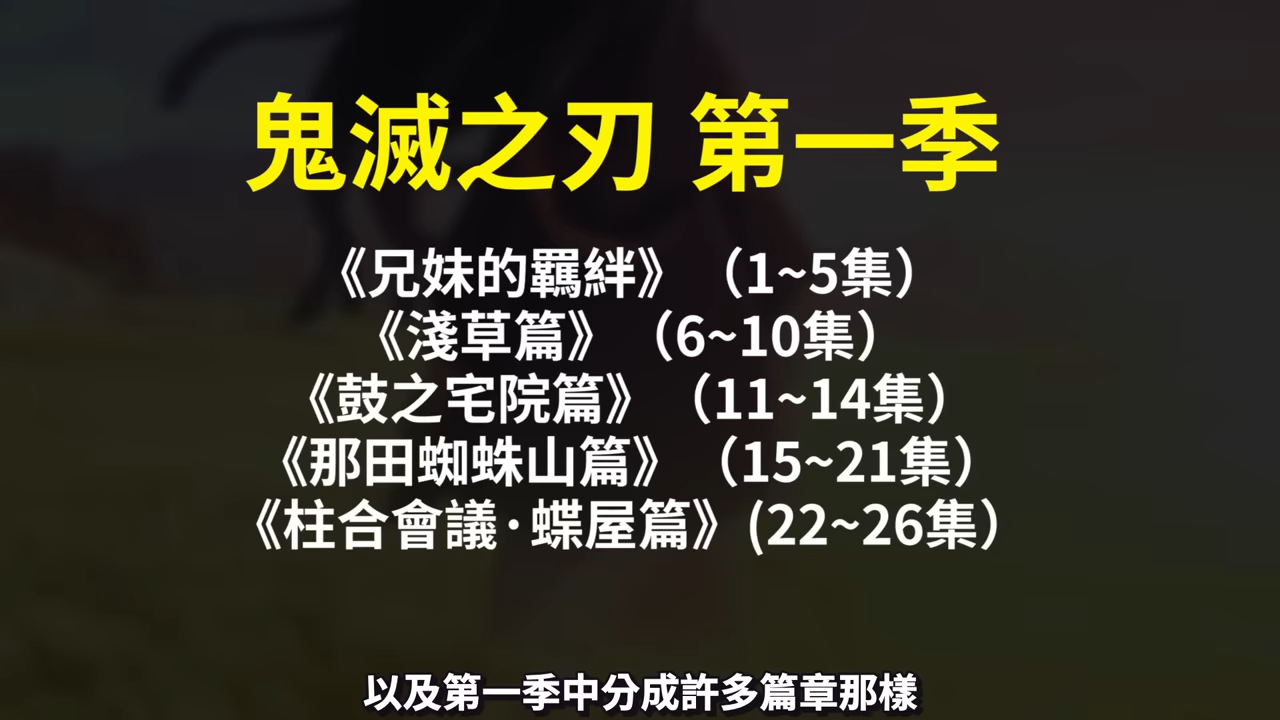 鬼滅之刃 第一季
《兄妹的羈絆》（1~5集）
《淺草篇》（6~10集）
《鼓之宅院篇》（11~14集）
《那田蜘蛛山篇》（15~21集）
《柱合會議·蝶屋篇》(22~26集）
以及第一季中分成許多篇章那樣